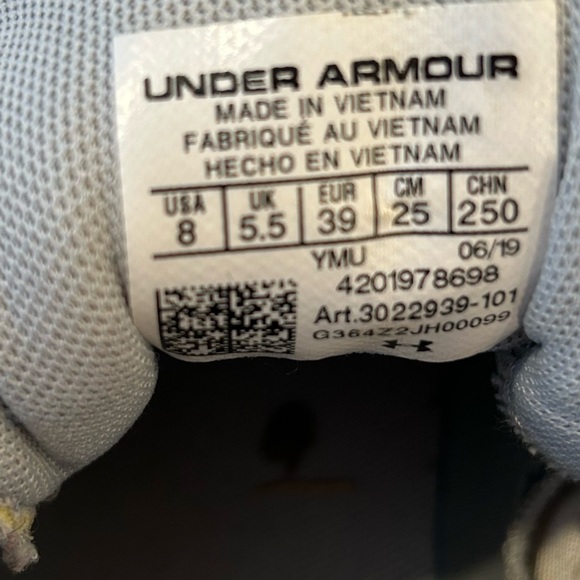 UNDER ARMOUR
MADE IN VIETNAM
FABRIQUÉ AU VIETNAM
HECHO EN VIETNAM
USA UK EUR CM CHN
8 5.5 39 25 250
YMU 06/19
4201978698
Art.3022939-101
G364Z2JH00099